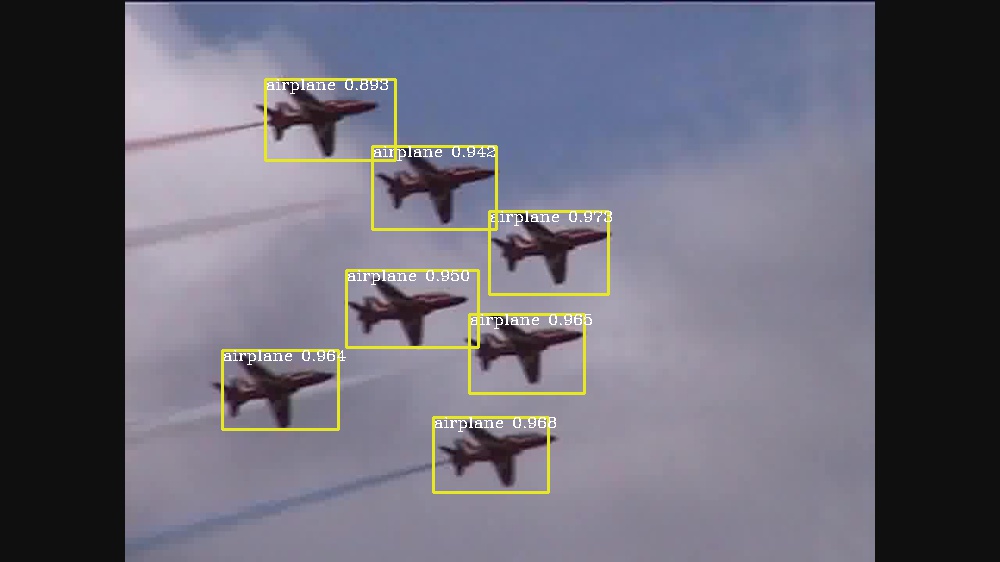 airplane 0.893
airplane 0.942
airplane 0.973
airplane 0.950
airplane 0.965
airplane 0.964
airplane 0.968